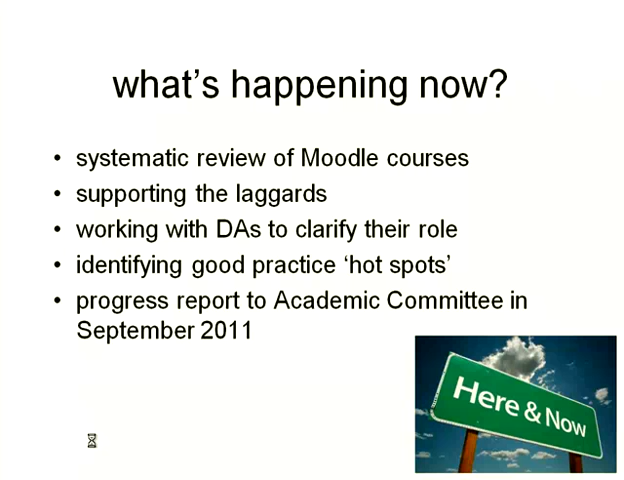 what’s happening now?
• systematic review of Moodle courses
• supporting the laggards
• working with DAs to clarify their role
• identifying good practice ‘hot spots’
• progress report to Academic Committee in
September 2011
Here & Now